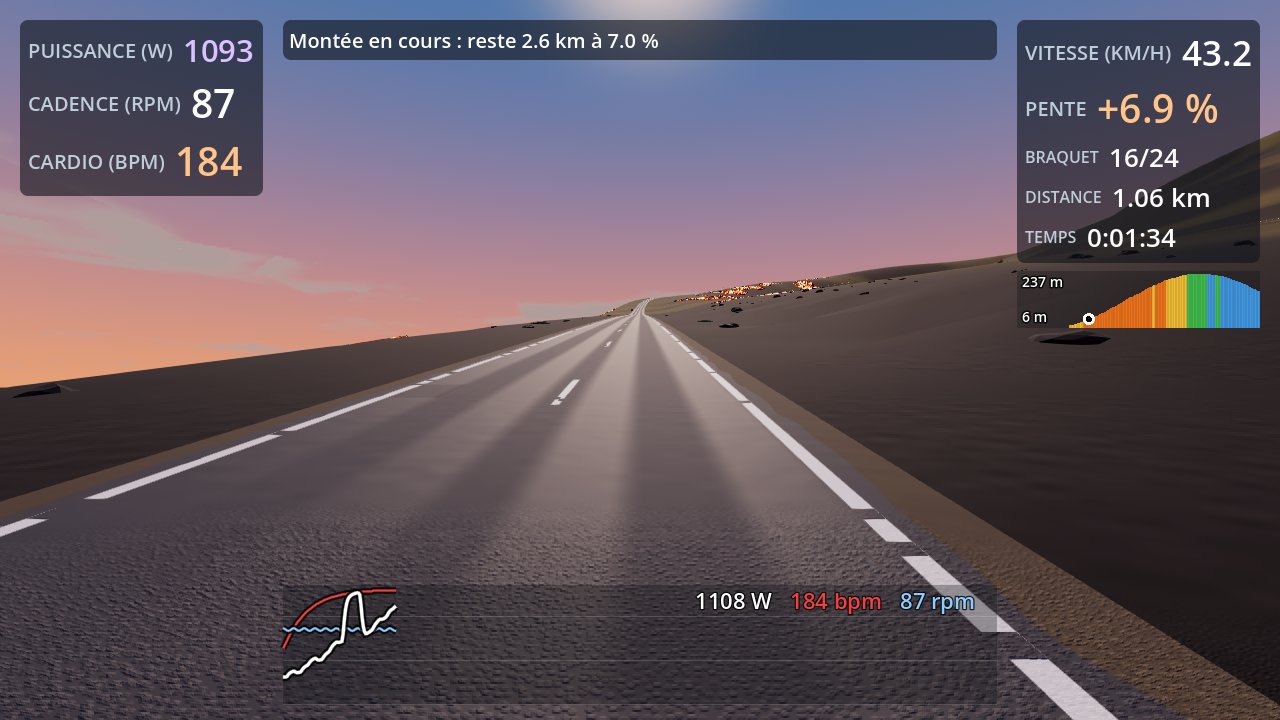 PUISSANCE (W) 1093
CADENCE (RPM) 87
CARDIO (BPM) 184
Montée en cours : reste 2.6 km à 7.0 %
VITESSE (KM/H) 43.2
PENTE +6.9 %
BRAQUET 16/24
DISTANCE 1.06 km
TEMPS 0:01:34
237 m
6 m
1108 W 184 bpm 87 rpm